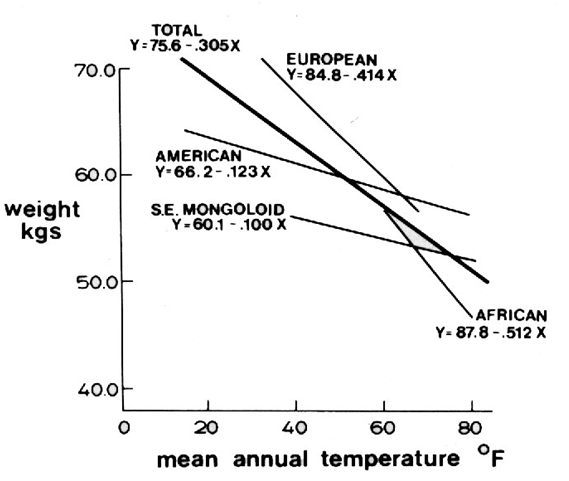 TOTAL
Y=75.6-.305X
EUROPEAN
Y=84.8-.414X
70.0
AMERICAN
Y=66.2-.123X
60.0
S.E. MONGOLOID
Y=60.1-.100X
weight
kgs
50.0
AFRICAN
Y=87.8-.512X
40.0
0 20 40 60 80
mean annual temperature °F